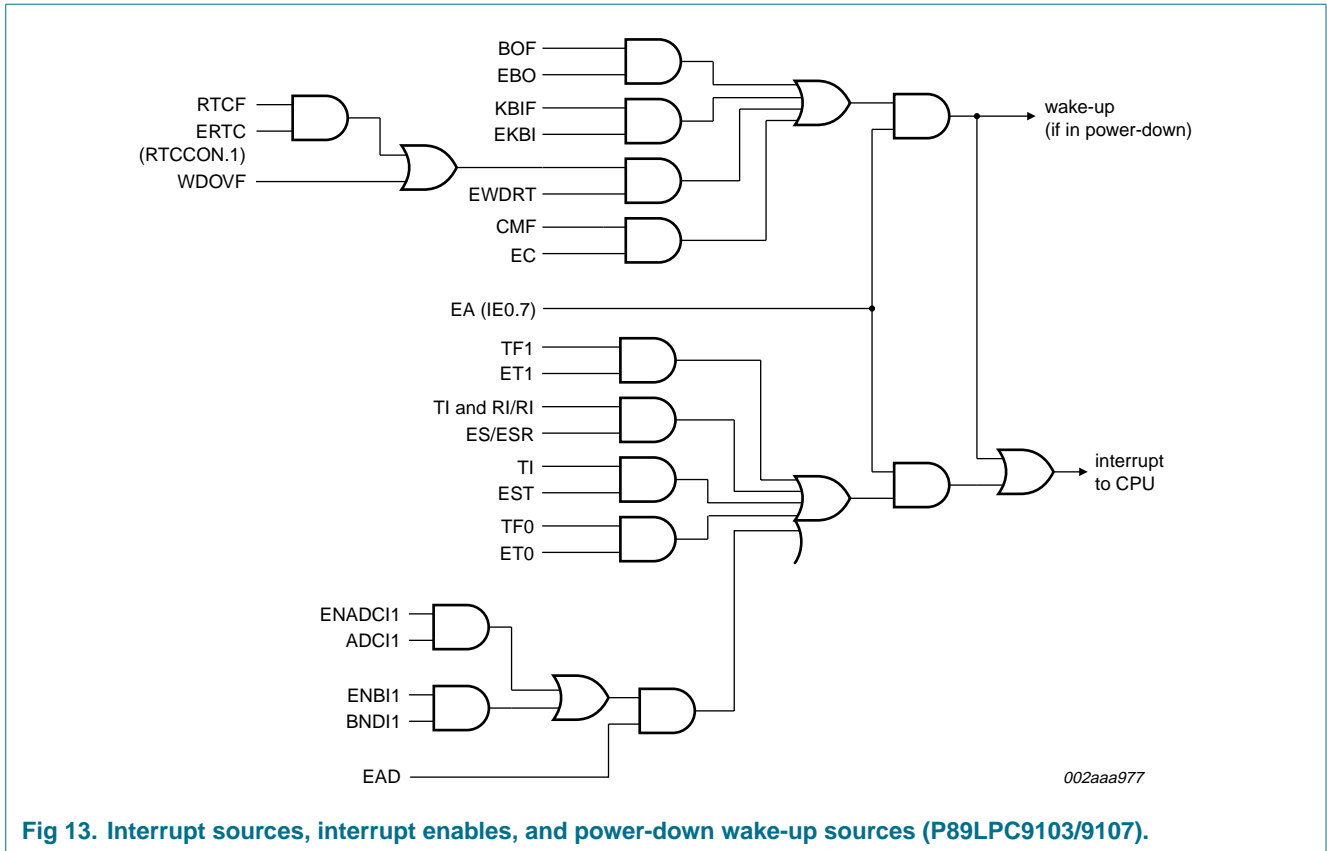 BOF
EBO
RTCF
ERTC
(RTCCON.1)
WDOVF
KBIF
EKBI
EWDRT
CMF
EC
wake-up
(if in power-down)
EA (IE0.7)
TF1
ET1
TI and RI/RI
ES/ESR
TI
EST
TF0
ET0
interrupt
to CPU
ENADCI1
ADCI1
ENBI1
BNDI1
EAD
002aaa977
Fig 13. Interrupt sources, interrupt enables, and power-down wake-up sources (P89LPC9103/9107).